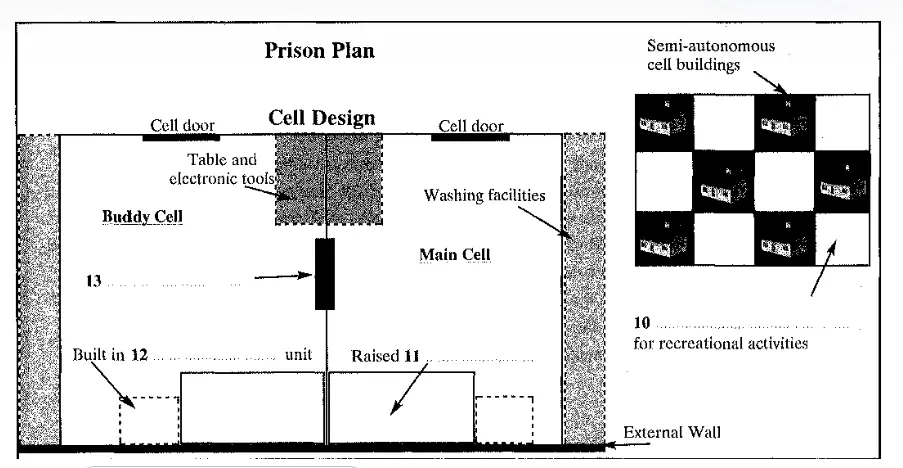 Prison Plan
Semi-autonomous
cell buildings
Cell Design
Cell door
Cell door
Table and
electronic tools
Washing facilities
Buddy Cell
Main Cell
13 ..............................
10 ..............................
for recreational activities
Built in 12 .............................. unit
Raised 11 ..............................
External Wall